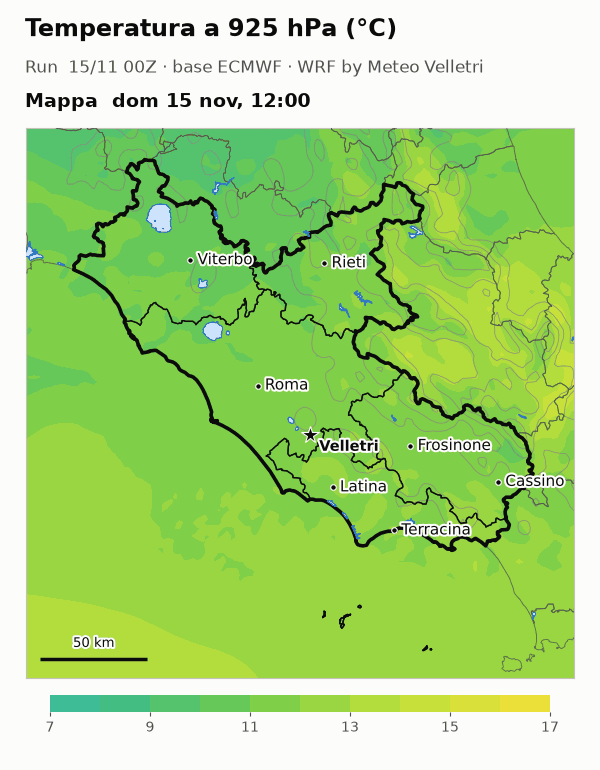 Temperatura a 925 hPa (°C)
Run  15/11 00Z · base ECMWF · WRF by Meteo Velletri
Mappa  dom 15 nov, 12:00
Viterbo
Rieti
Roma
Velletri
Frosinone
Latina
Cassino
Terracina
50 km
7 9 11 13 15 17